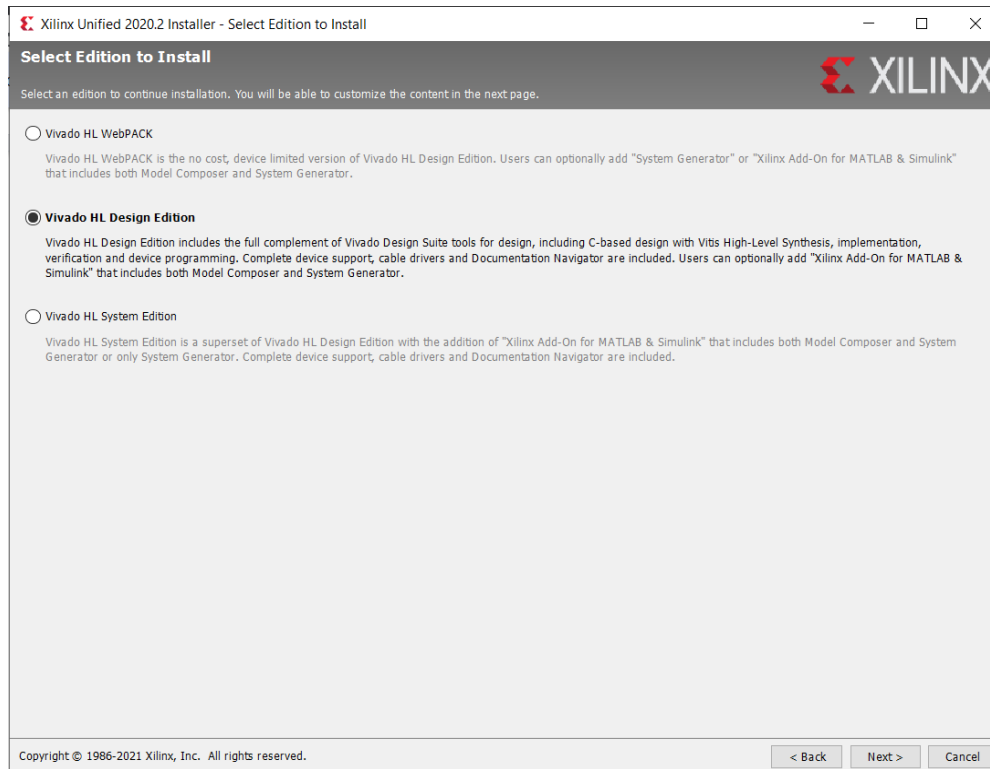 Xilinx Unified 2020.2 Installer - Select Edition to Install
Select Edition to Install
XILINX
Select an edition to continue installation. You will be able to customize the content in the next page.
Vivado HL WebPACK
Vivado HL WebPACK is the no cost, device limited version of Vivado HL Design Edition. Users can optionally add "System Generator" or "Xilinx Add-On for MATLAB & Simulink"
that includes both Model Composer and System Generator.
Vivado HL Design Edition
Vivado HL Design Edition includes the full complement of Vivado Design Suite tools for design, including C-based design with Vitis High-Level Synthesis, implementation,
verification and device programming. Complete device support, cable drivers and Documentation Navigator are included. Users can optionally add "Xilinx Add-On for MATLAB &
Simulink" that includes both Model Composer and System Generator.
Vivado HL System Edition
Vivado HL System Edition is a superset of Vivado HL Design Edition with the addition of "Xilinx Add-On for MATLAB & Simulink" that includes both Model Composer and System
Generator or only System Generator. Complete device support, cable drivers and Documentation Navigator are included.
Copyright © 1986-2021 Xilinx, Inc. All rights reserved.
< Back Next > Cancel